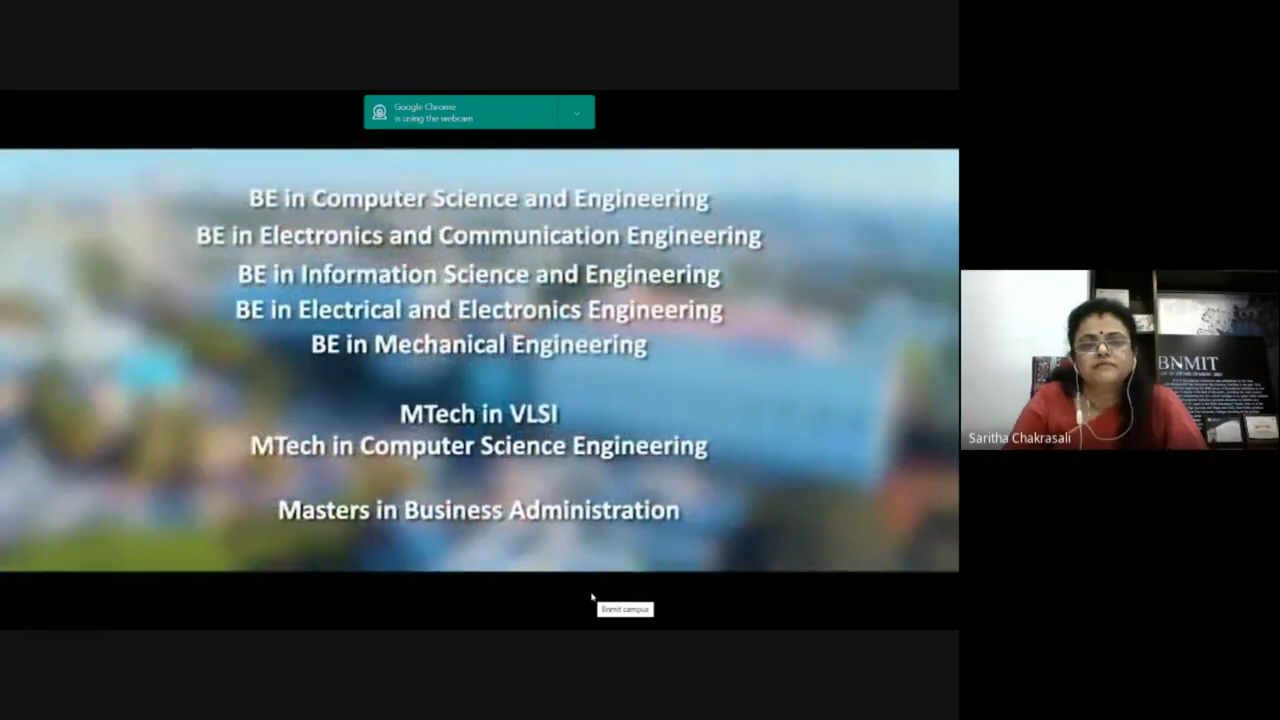 Google Chrome
is using the webcam
BE in Computer Science and Engineering
BE in Electronics and Communication Engineering
BE in Information Science and Engineering
BE in Electrical and Electronics Engineering
BE in Mechanical Engineering
MTech in VLSI
MTech in Computer Science Engineering
Masters in Business Administration
Bnmit campus
BNMIT
Saritha Chakrasali